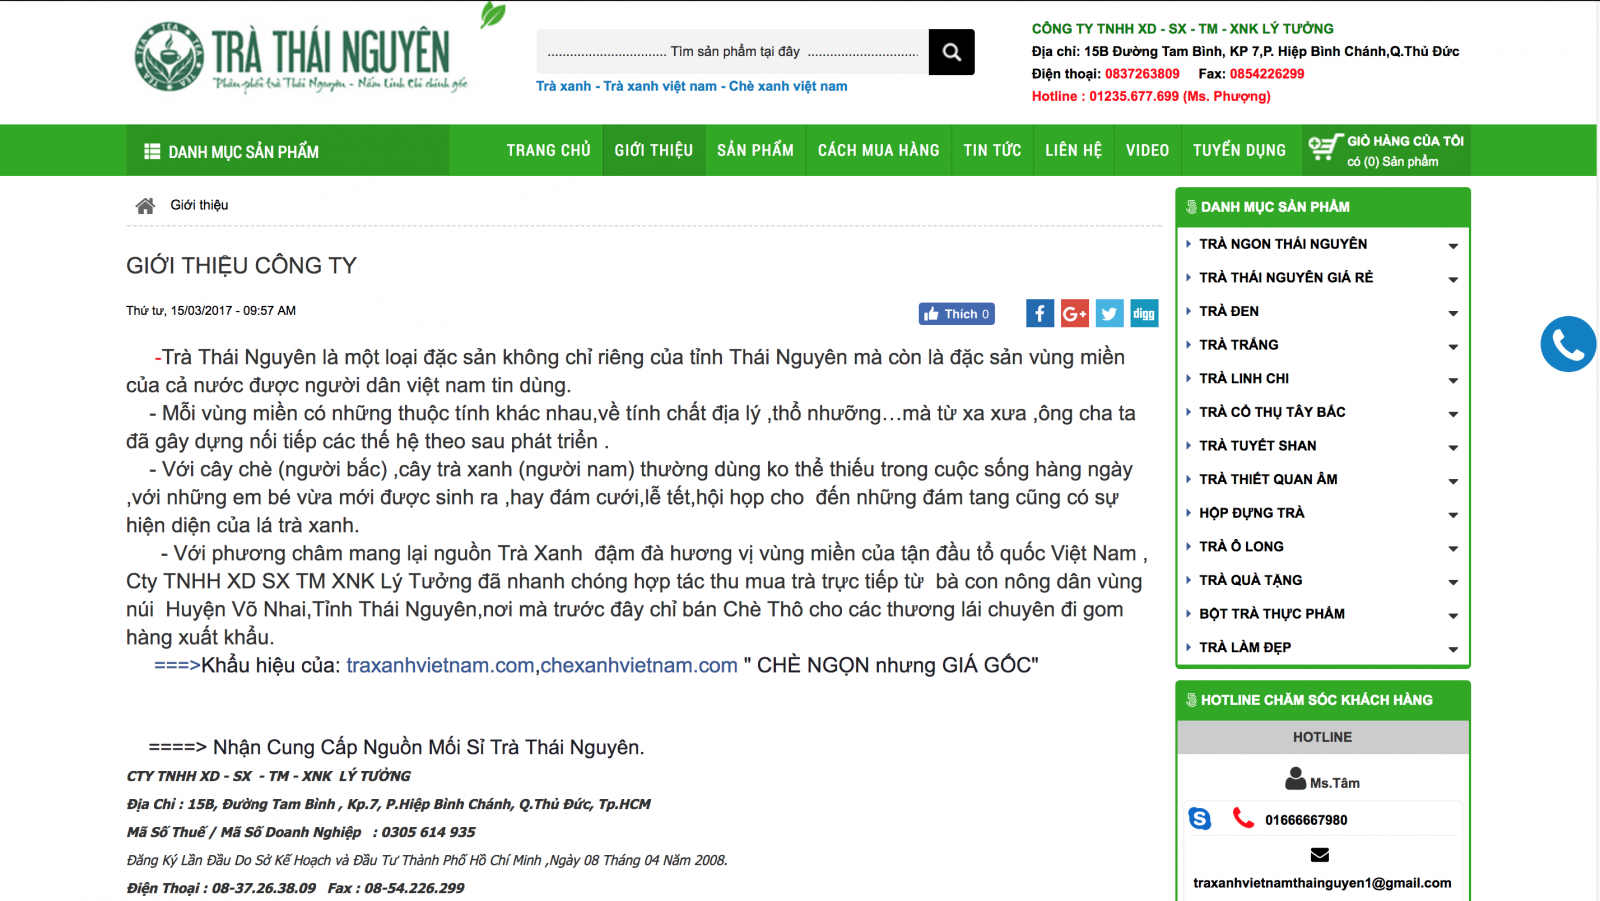 TRÀ THÁI NGUYÊN
Phân phối trà Thái Nguyên - Nấm Linh Chi chính gốc
TEA TEA TEA TEA TEA
.............................. Tìm sản phẩm tại đây ............................
Trà xanh - Trà xanh việt nam - Chè xanh việt nam
CÔNG TY TNHH XD - SX - TM - XNK LÝ TƯỞNG
Địa chỉ: 15B Đường Tam Bình, KP 7,P. Hiệp Bình Chánh,Q.Thủ Đức
Điện thoại: 0837263809 Fax: 0854226299
Hotline : 01235.677.699 (Ms. Phượng)
DANH MỤC SẢN PHẨM
TRANG CHỦ
GIỚI THIỆU
SẢN PHẨM
CÁCH MUA HÀNG
TIN TỨC
LIÊN HỆ
VIDEO
TUYỂN DỤNG
GIỎ HÀNG CỦA TÔI
có (0) Sản phẩm
Giới thiệu
GIỚI THIỆU CÔNG TY
Thứ tư, 15/03/2017 - 09:57 AM
Thích 0
f G+ digg
-Trà Thái Nguyên là một loại đặc sản không chỉ riêng của tỉnh Thái Nguyên mà còn là đặc sản vùng miền
của cả nước được người dân việt nam tin dùng.
- Mỗi vùng miền có những thuộc tính khác nhau,về tính chất địa lý ,thổ nhưỡng...mà từ xa xưa ,ông cha ta
đã gây dựng nối tiếp các thế hệ theo sau phát triển .
- Với cây chè (người bắc) ,cây trà xanh (người nam) thường dùng ko thể thiếu trong cuộc sống hàng ngày
,với những em bé vừa mới được sinh ra ,hay đám cưới,lễ tết,hội họp cho đến những đám tang cũng có sự
hiện diện của lá trà xanh.
- Với phương châm mang lại nguồn Trà Xanh đậm đà hương vị vùng miền của tận đầu tổ quốc Việt Nam ,
Cty TNHH XD SX TM XNK Lý Tưởng đã nhanh chóng hợp tác thu mua trà trực tiếp từ bà con nông dân vùng
núi Huyện Võ Nhai,Tỉnh Thái Nguyên,nơi mà trước đây chỉ bán Chè Thô cho các thương lái chuyên đi gom
hàng xuất khẩu.
===>Khẩu hiệu của: traxanhvietnam.com,chexanhvietnam.com " CHÈ NGỌN nhưng GIÁ GỐC"
====> Nhận Cung Cấp Nguồn Mối Sỉ Trà Thái Nguyên.
CTY TNHH XD - SX - TM - XNK LÝ TƯỞNG
Địa Chỉ : 15B, Đường Tam Bình , Kp.7, P.Hiệp Bình Chánh, Q.Thủ Đức, Tp.HCM
Mã Số Thuế / Mã Số Doanh Nghiệp : 0305 614 935
Đăng Ký Lần Đầu Do Sở Kế Hoạch và Đầu Tư Thành Phố Hồ Chí Minh ,Ngày 08 Tháng 04 Năm 2008.
Điện Thoại : 08-37.26.38.09 Fax : 08-54.226.299
DANH MỤC SẢN PHẨM
TRÀ NGON THÁI NGUYÊN
TRÀ THÁI NGUYÊN GIÁ RẺ
TRÀ ĐEN
TRÀ TRẮNG
TRÀ LINH CHI
TRÀ CỔ THỤ TÂY BẮC
TRÀ TUYẾT SHAN
TRÀ THIẾT QUAN ÂM
HỘP ĐỰNG TRÀ
TRÀ Ô LONG
TRÀ QUÀ TẶNG
BỘT TRÀ THỰC PHẨM
TRÀ LÀM ĐẸP
HOTLINE CHĂM SÓC KHÁCH HÀNG
HOTLINE
Ms.Tâm
01666667980
traxanhvietnamthainguyen1@gmail.com